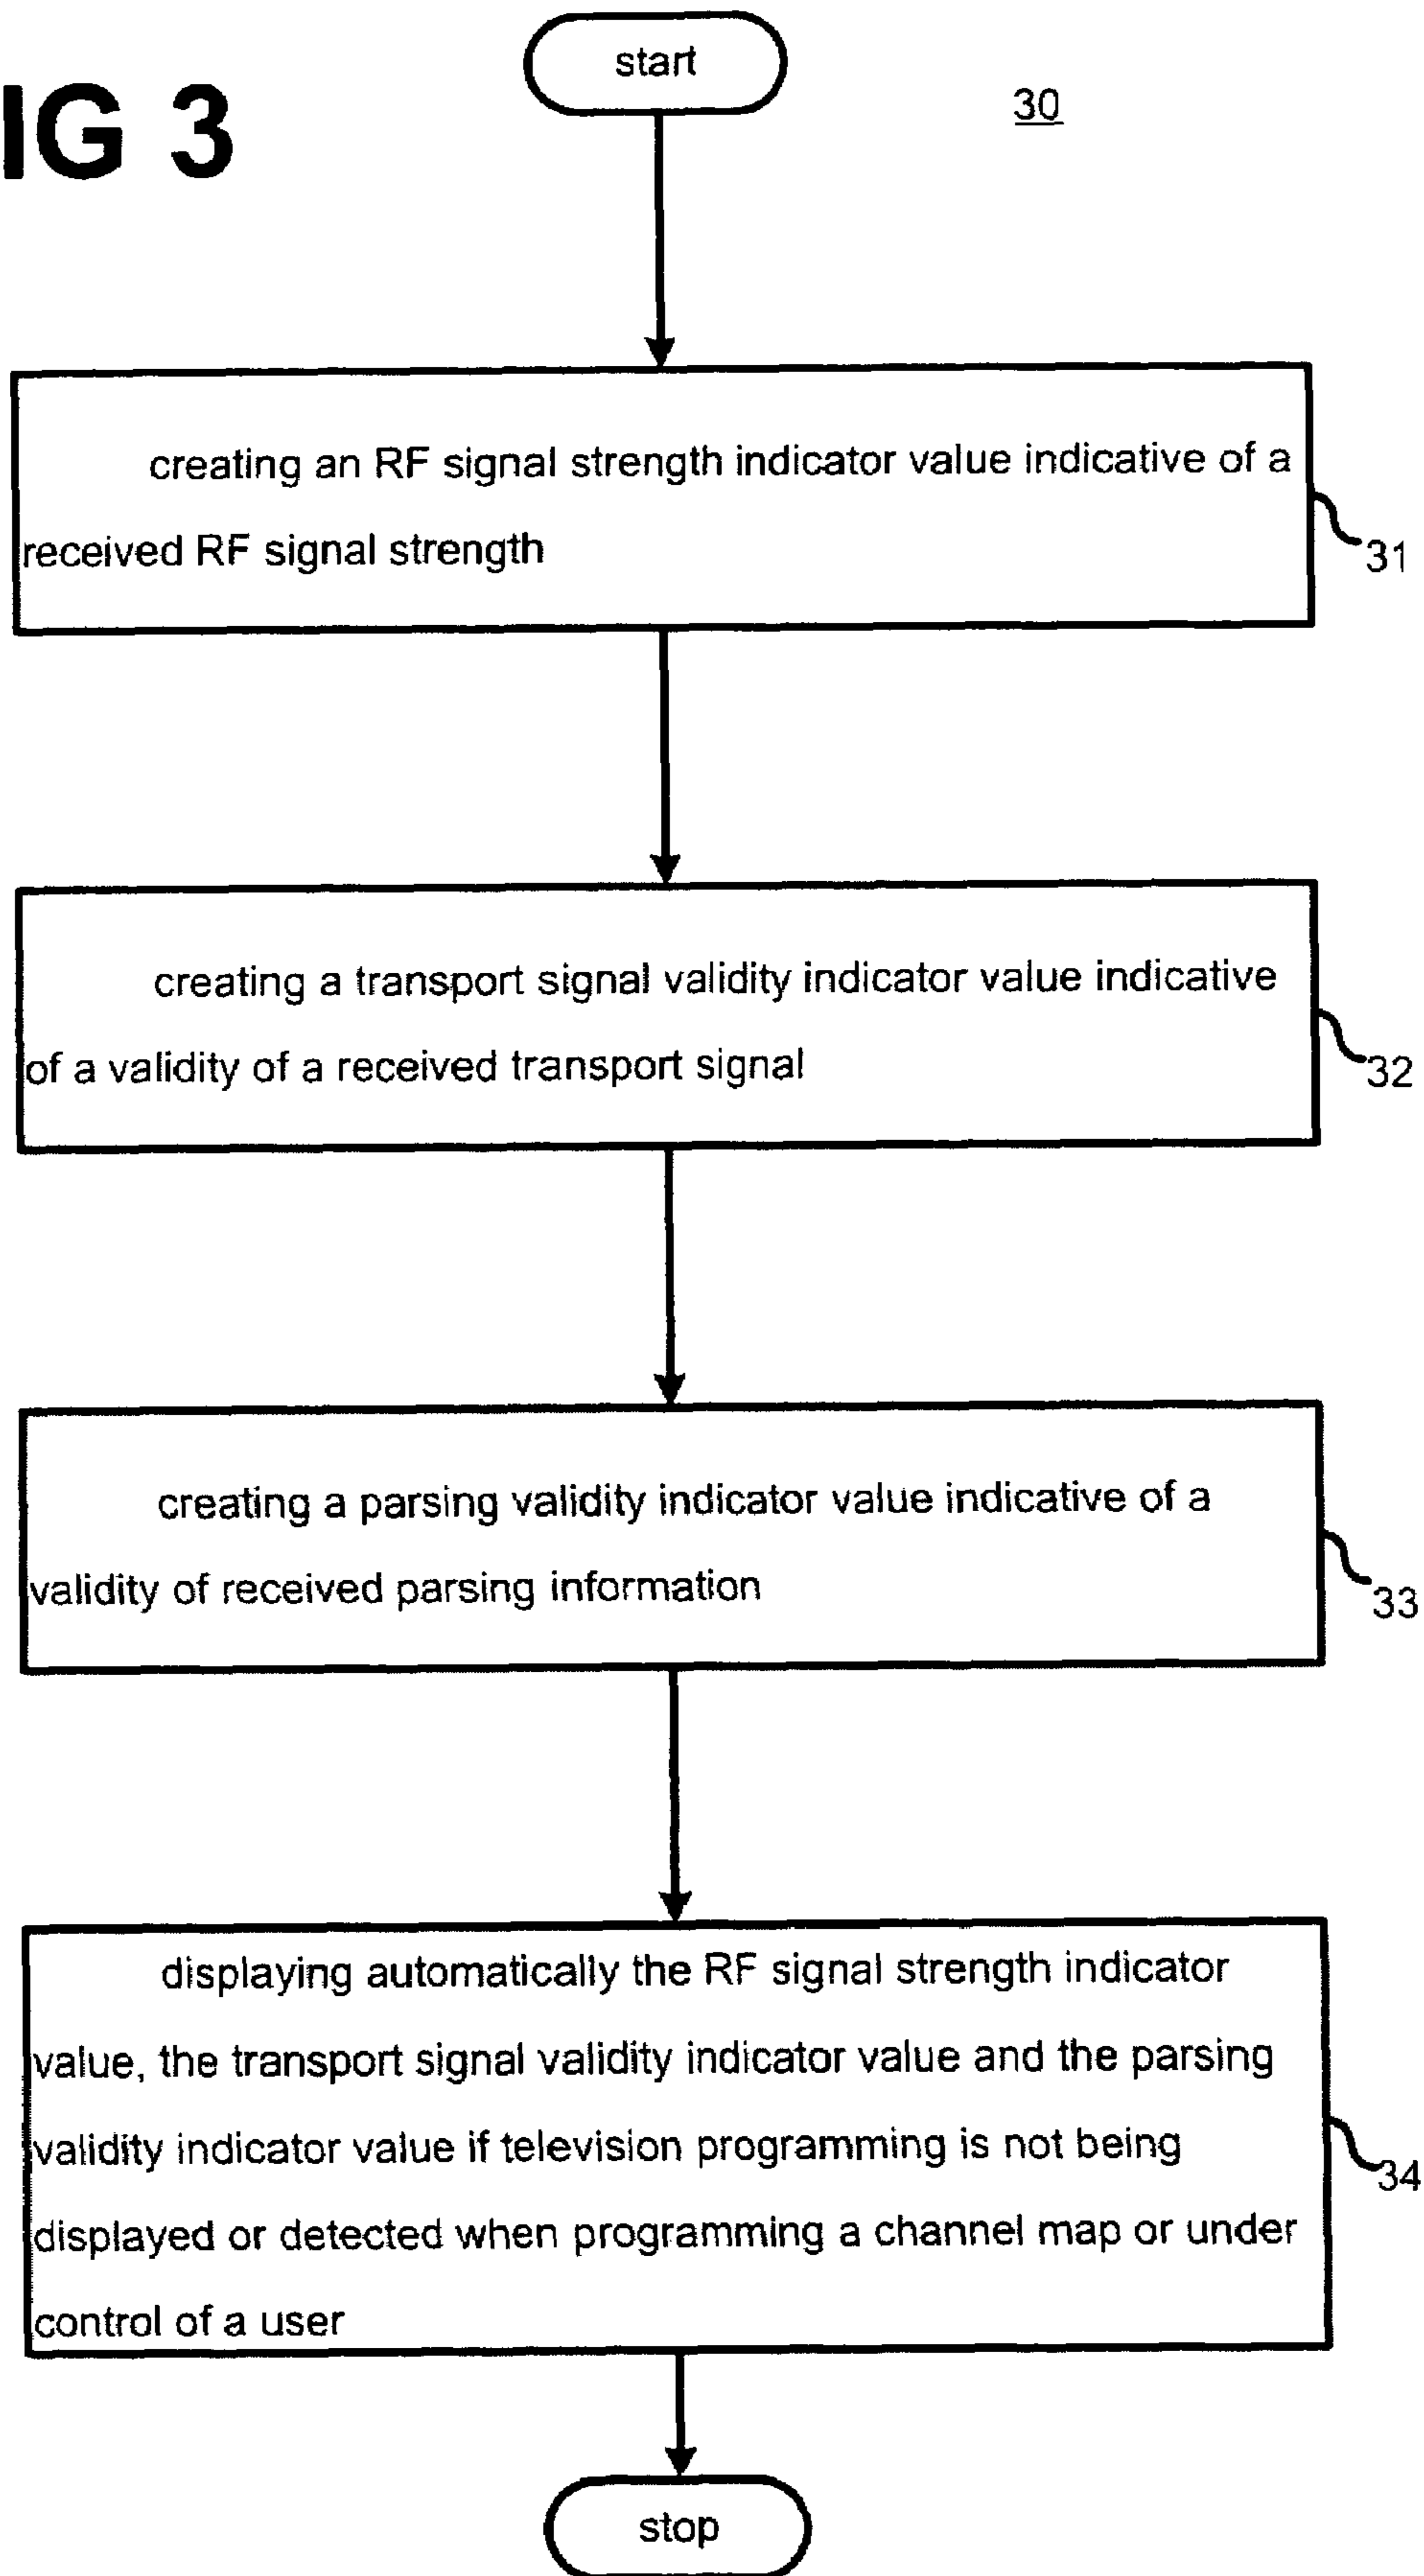 start
IG 3
30
creating an RF signal strength indicator value indicative of a
received RF signal strength
31
creating a transport signal validity indicator value indicative
of a validity of a received transport signal
32
creating a parsing validity indicator value indicative of a
validity of received parsing information
33
displaying automatically the RF signal strength indicator
value, the transport signal validity indicator value and the parsing
validity indicator value if television programming is not being
displayed or detected when programming a channel map or under
control of a user
34
stop